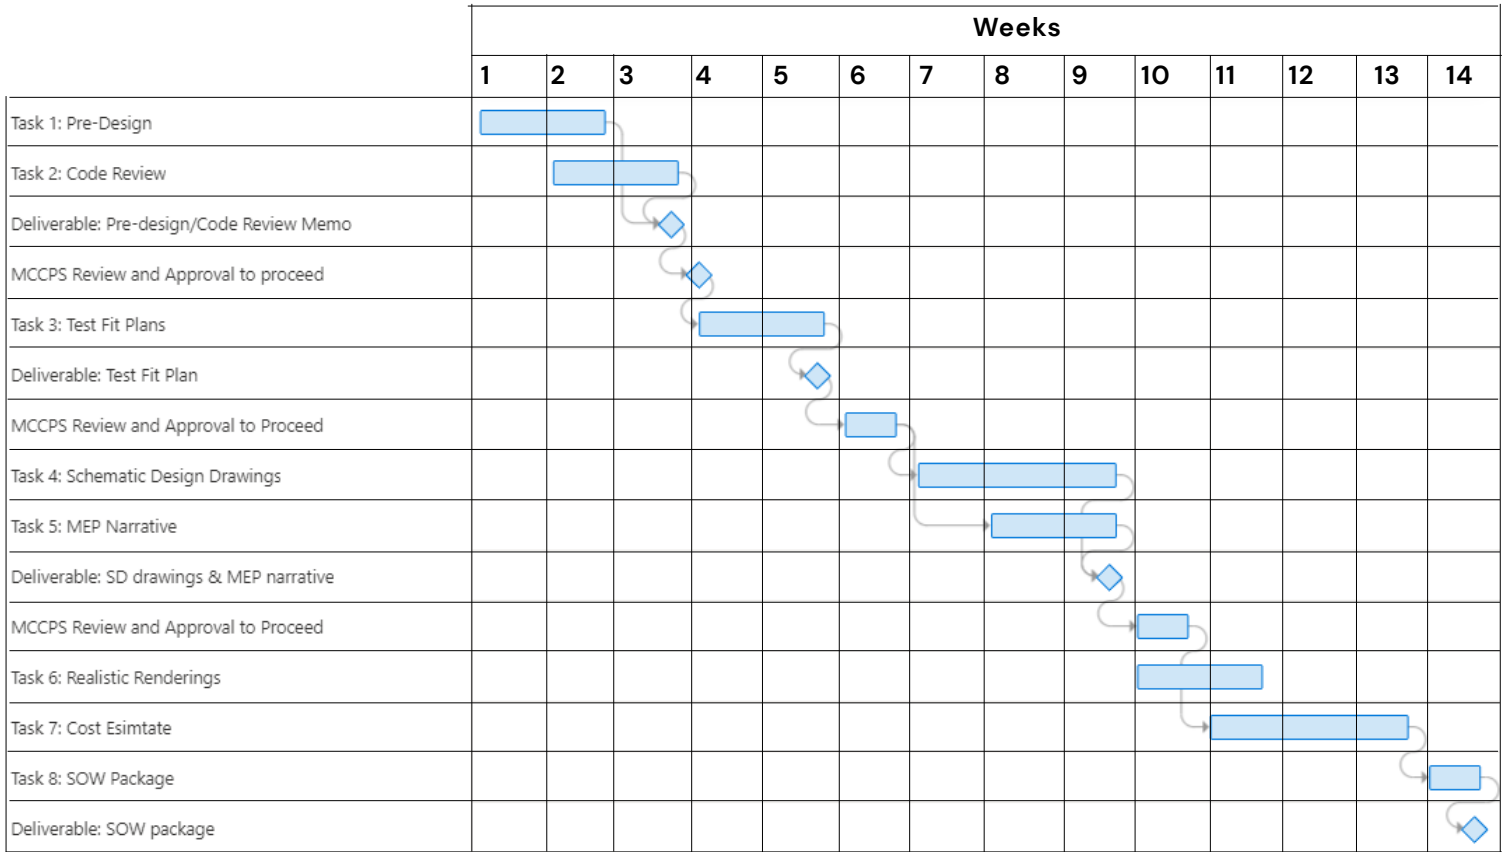 Weeks
1 2 3 4 5 6 7 8 9 10 11 12 13 14
Task 1: Pre-Design
Task 2: Code Review
Deliverable: Pre-design/Code Review Memo
MCCPS Review and Approval to proceed
Task 3: Test Fit Plans
Deliverable: Test Fit Plan
MCCPS Review and Approval to Proceed
Task 4: Schematic Design Drawings
Task 5: MEP Narrative
Deliverable: SD drawings & MEP narrative
MCCPS Review and Approval to Proceed
Task 6: Realistic Renderings
Task 7: Cost Esimtate
Task 8: SOW Package
Deliverable: SOW package